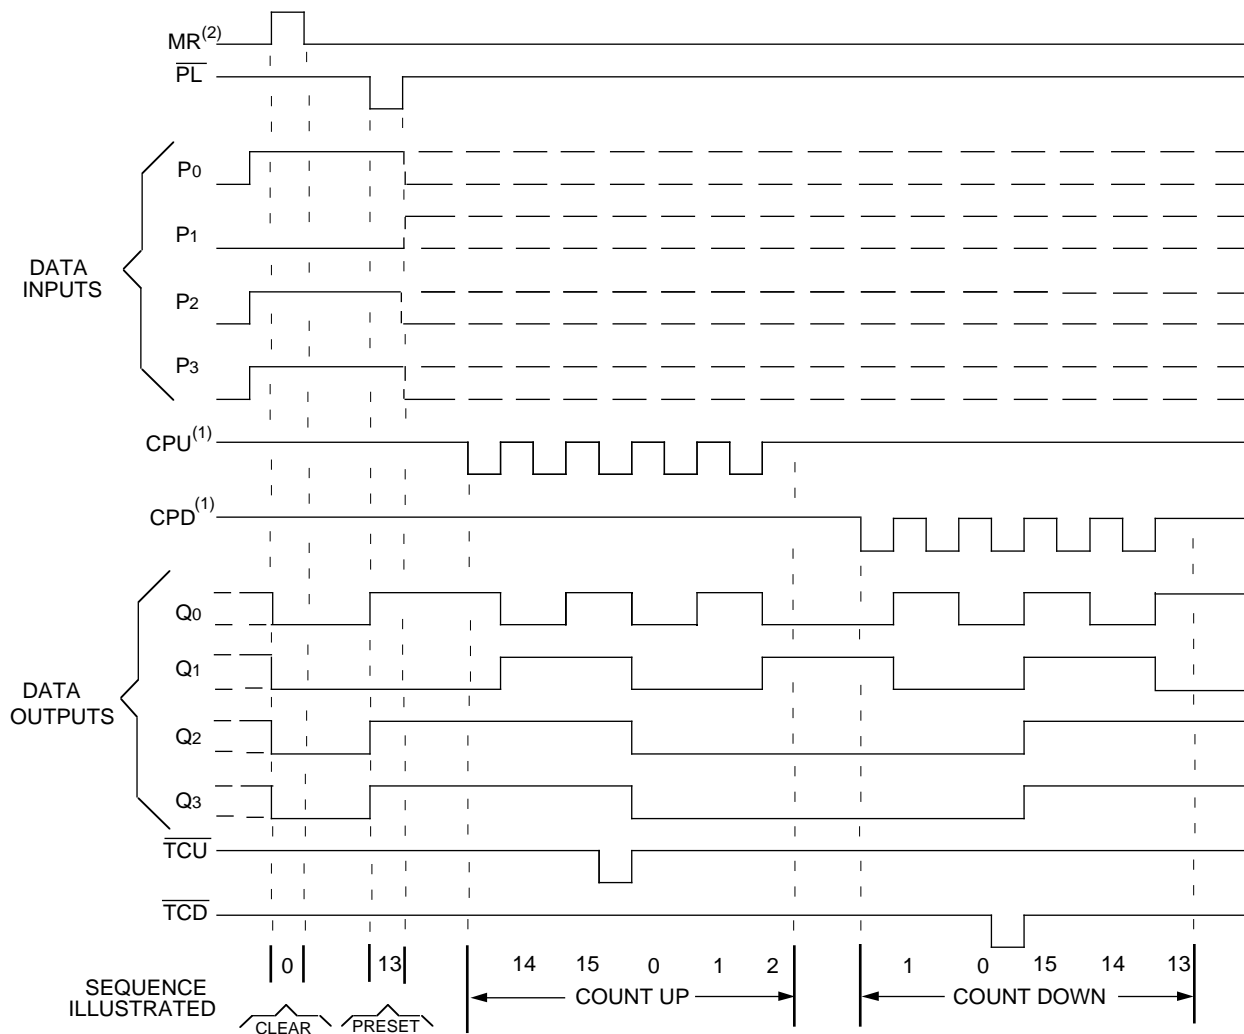 MR(2)
PL
P0
P1
DATA
INPUTS
P2
P3
CPU(1)
CPD(1)
Q0
Q1
DATA
OUTPUTS
Q2
Q3
TCU
TCD
0 13 14 15 0 1 2 1 0 15 14 13
SEQUENCE
ILLUSTRATED
COUNT UP COUNT DOWN
CLEAR PRESET